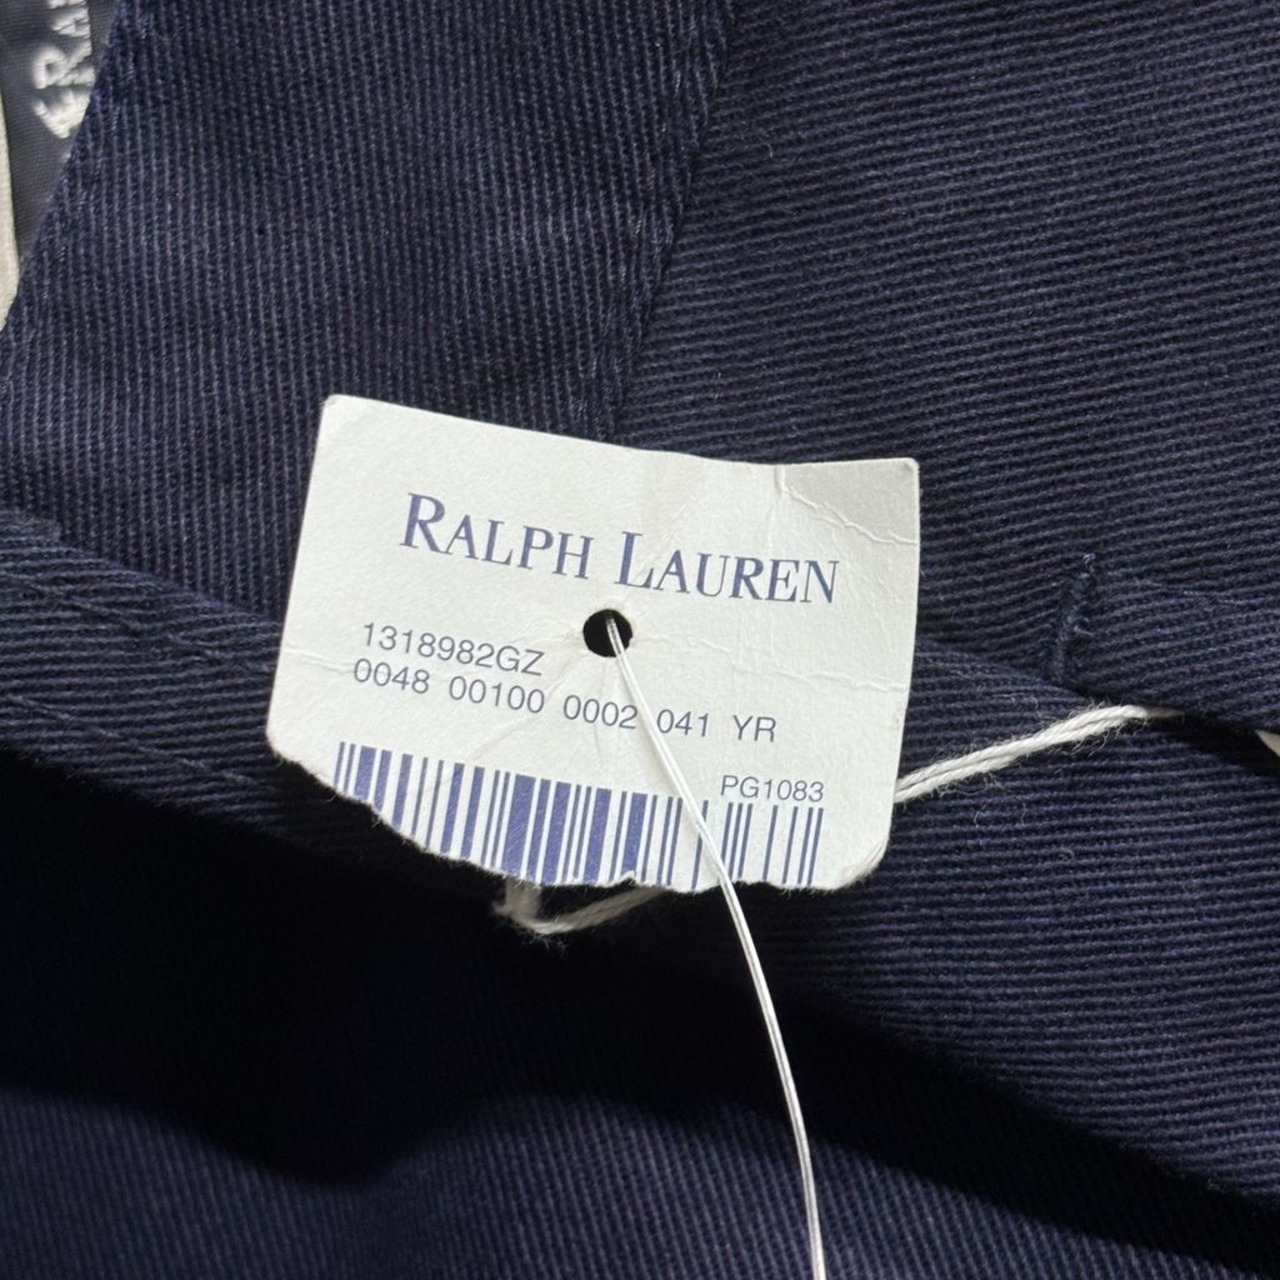 RALPH LAUREN
1318982GZ
0048 00100 0002 041 YR
PG1083